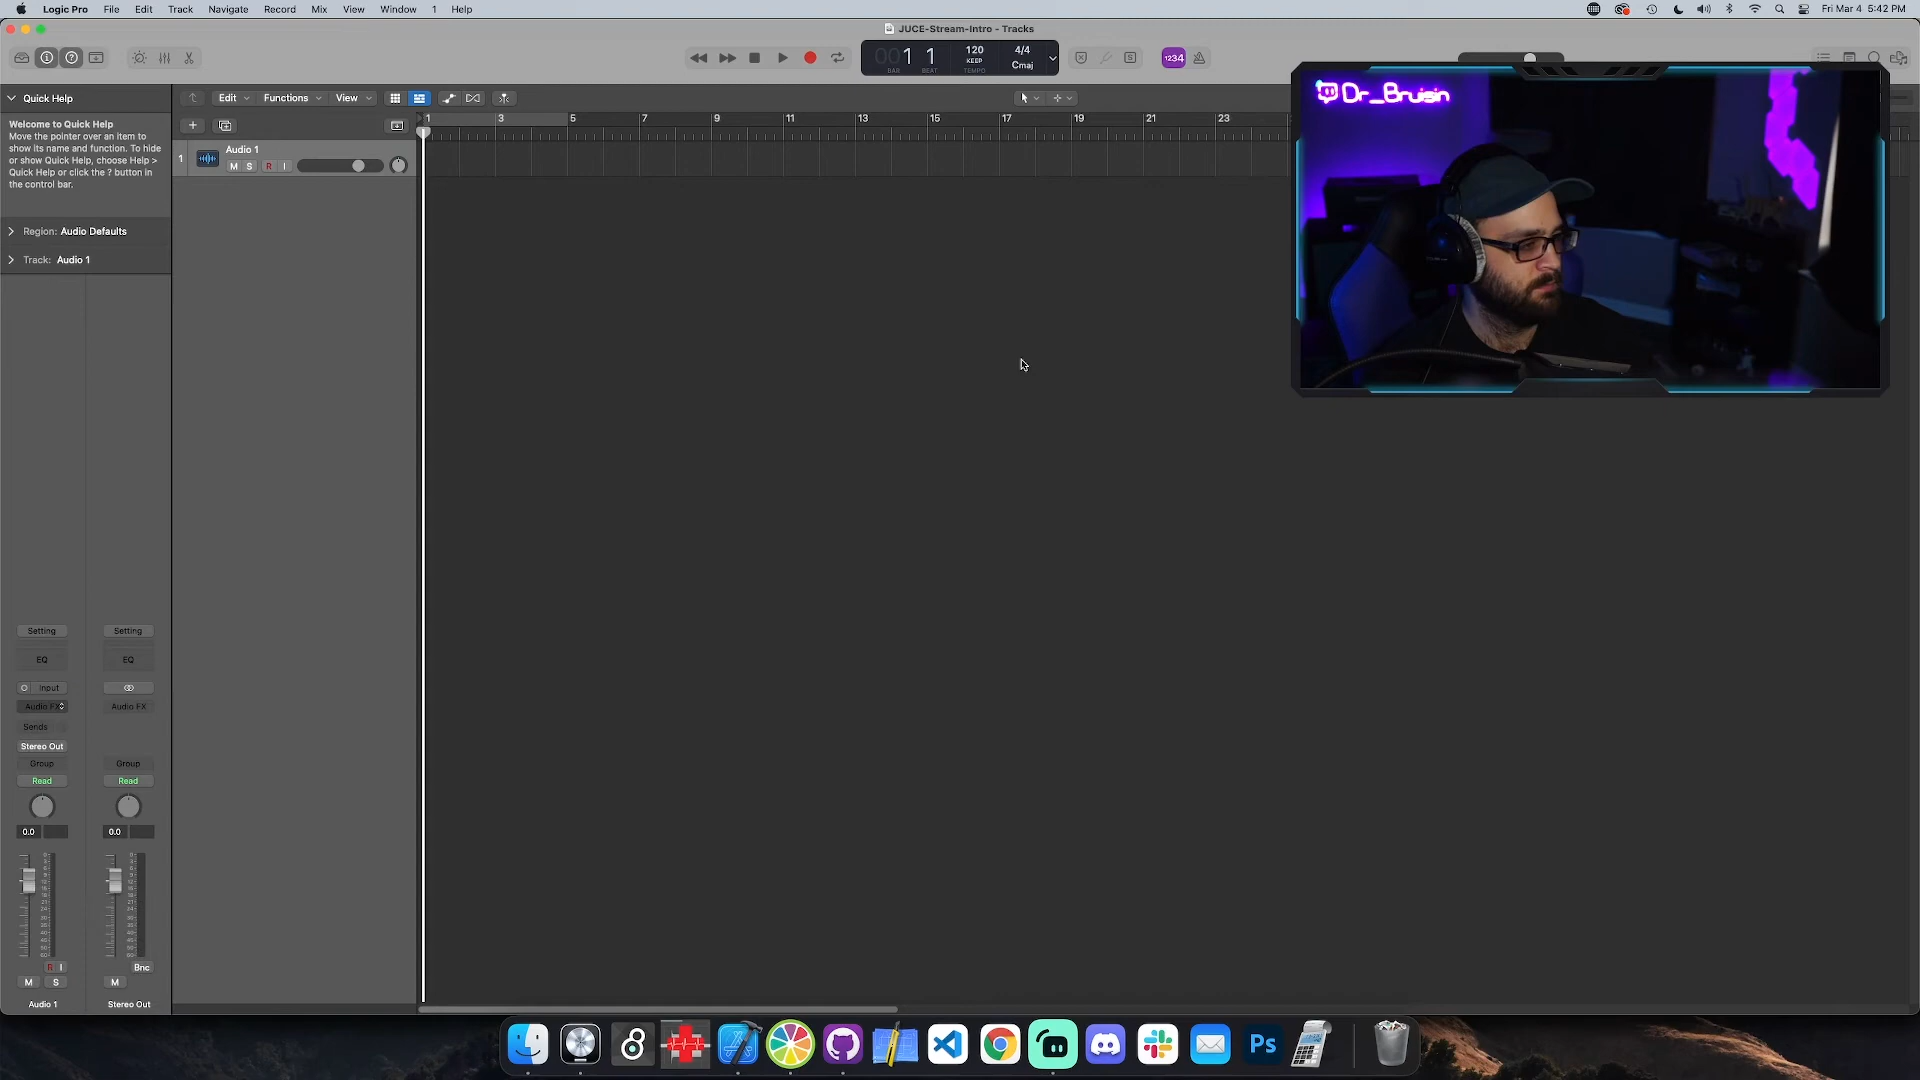 Logic Pro File Edit Track Navigate Record Mix View Window 1 Help
Fri Mar 4 5:42 PM
JUCE-Stream-Intro - Tracks
1 1
BAR BEAT
120
KEEP
TEMPO
4/4
Cmaj
1234
Quick Help
Welcome to Quick Help
Move the pointer over an item to
show its name and function. To hide
or show Quick Help, choose Help >
Quick Help or click the ? button in
the control bar.
Region: Audio Defaults
Track: Audio 1
Edit Functions View
1 3 5 7 9 11 13 15 17 19 21 23
1 Audio 1
M S R I
Dr_Bruisin
Setting Setting
EQ EQ
Input
Audio FX Audio FX
Sends
Stereo Out
Group Group
Read Read
0.0 0.0
R I Bnc
M S M
Audio 1 Stereo Out
Ps